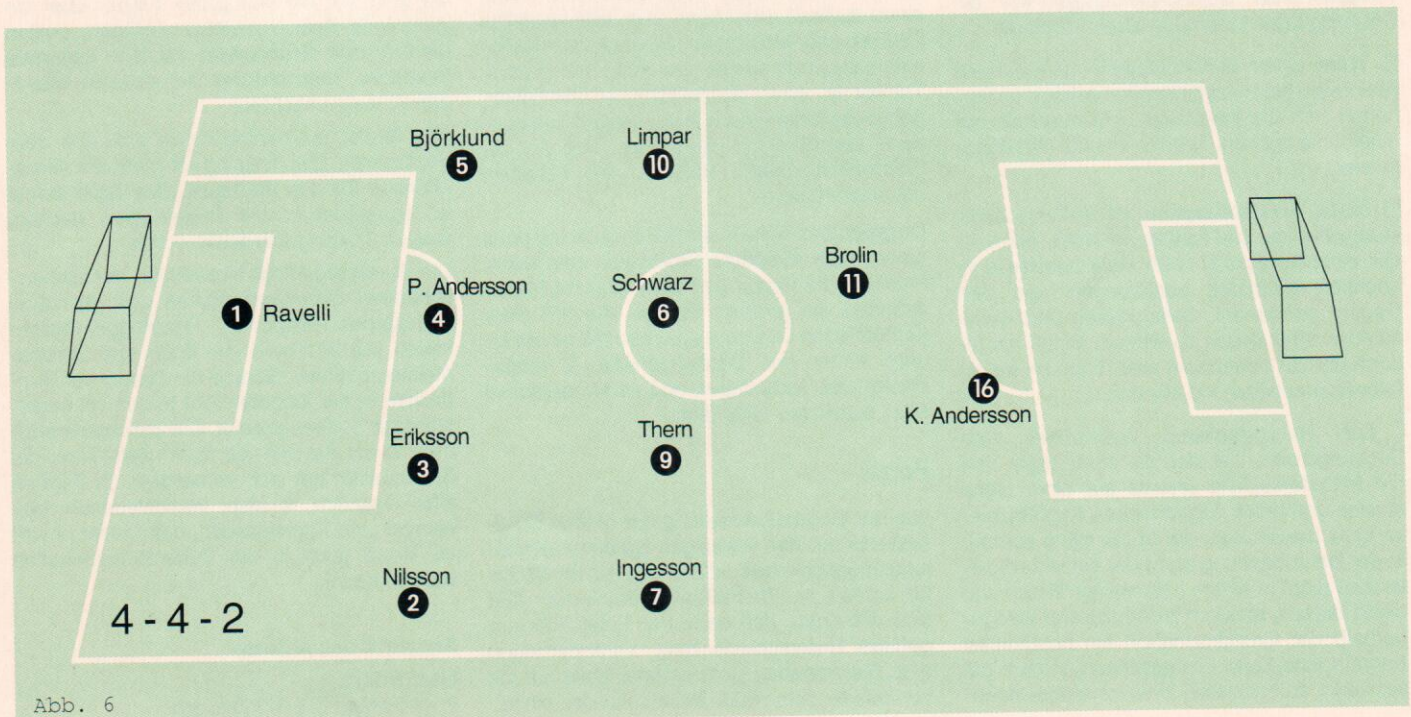 Björklund
5
Limpar
10
Brolin
11
P. Andersson
4
Schwarz
6
1 Ravelli
16
K. Andersson
Eriksson
3
Thern
9
Nilsson
2
Ingesson
7
4 - 4 - 2
Abb. 6